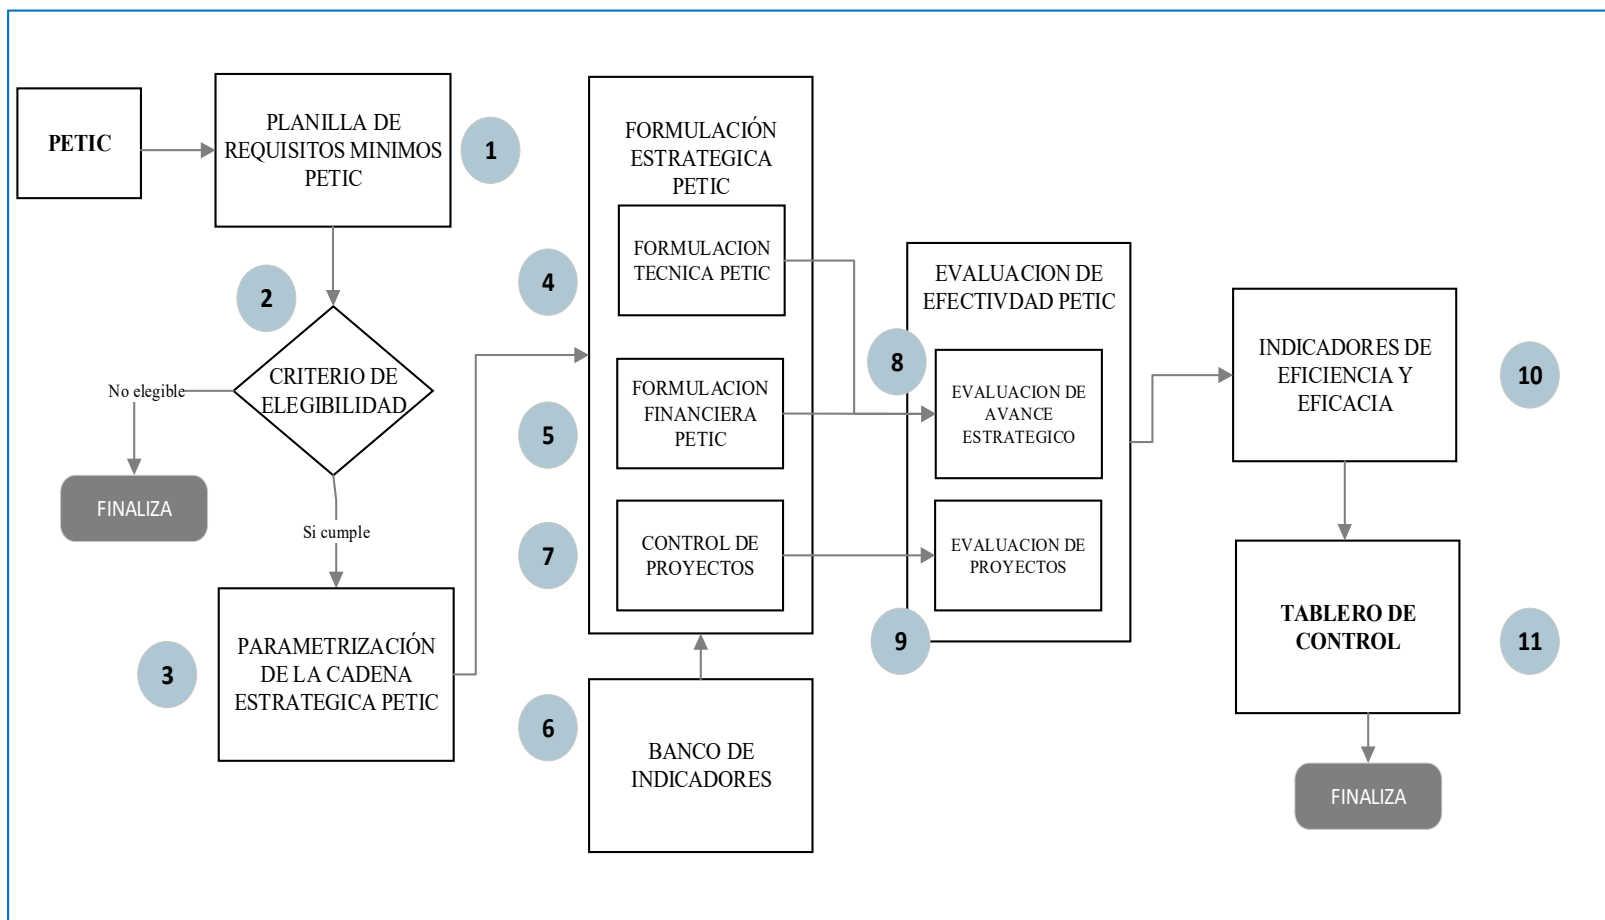 PETIC
PLANILLA DE
REQUISITOS MINIMOS
PETIC
1
2
CRITERIO DE
ELEGIBILIDAD
No elegible
FINALIZA
Si cumple
3
PARAMETRIZACIÓN
DE LA CADENA
ESTRATEGICA PETIC
FORMULACIÓN
ESTRATEGICA
PETIC
4
FORMULACION
TECNICA PETIC
5
FORMULACION
FINANCIERA
PETIC
7
CONTROL DE
PROYECTOS
6
BANCO DE
INDICADORES
EVALUACION DE
EFECTIVDAD PETIC
8
EVALUACION DE
AVANCE
ESTRATEGICO
EVALUACION DE
PROYECTOS
9
INDICADORES DE
EFICIENCIA Y
EFICACIA
10
TABLERO DE
CONTROL
11
FINALIZA